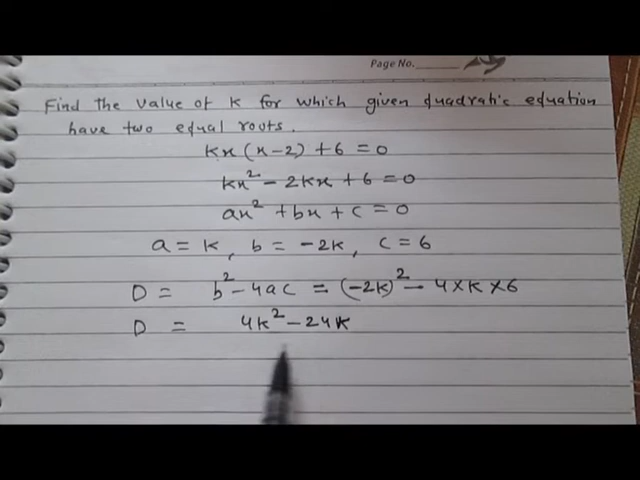 Page No.
Find the value of K for which given quadratic equation
have two equal roots.
Kx(x-2) + 6 = 0
Kx² - 2Kx + 6 = 0
ax² + bx + c = 0
a = K, b = -2K, c = 6
D = b² - 4ac = (-2K)² - 4×K×6
D = 4K² - 24K